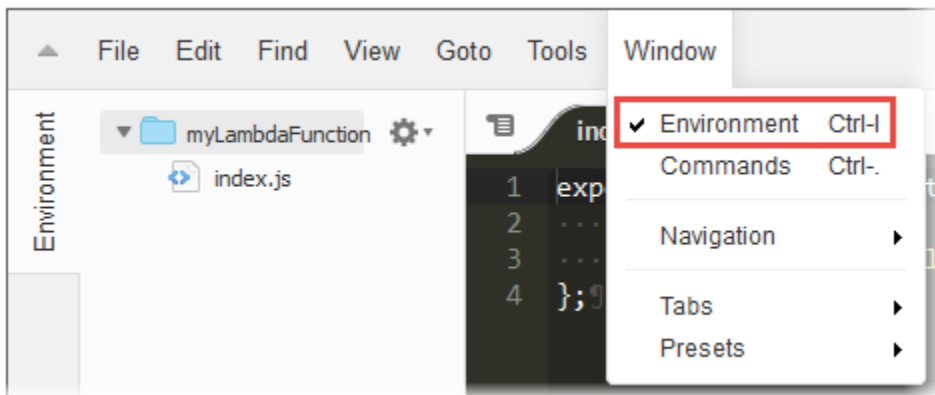 File Edit Find View Goto Tools Window
Environment
myLambdaFunction
index.js
Environment Ctrl-I
Commands Ctrl-.
Navigation
Tabs
Presets
1 exp
2
3
4 };¶